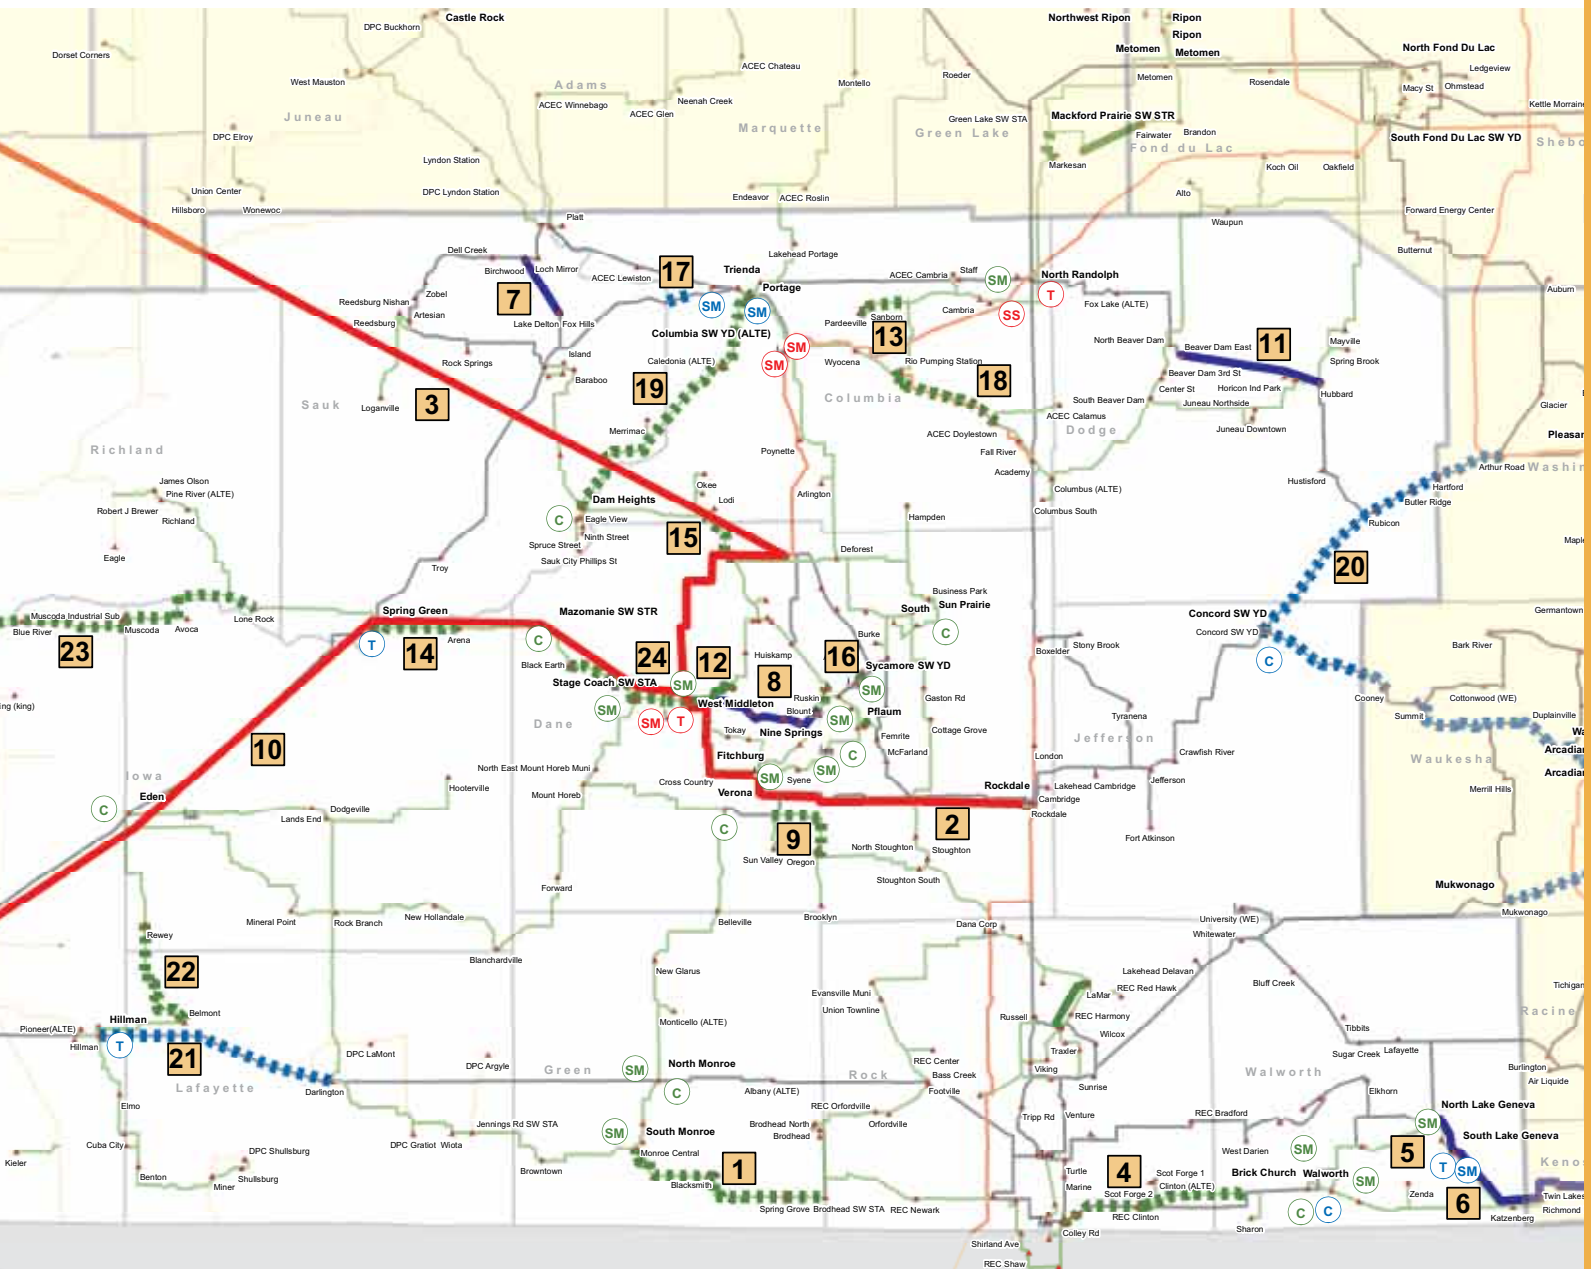 Castle Rock
DPC Buckhorn
Northwest Ripon
Ripon
Ripon
Metomen
Metomen
North Fond Du Lac
Dorset Corners
West Mauston
Adams
ACEC Chateau
Montello
Roeder
Metomen
Rosendale
Ledgeview
Macy St
Ohmstead
Juneau
ACEC Winnebago
ACEC Glen
Neenah Creek
Marquette
Green Lake
Green Lake SW STA
Mackford Prairie SW STR
Kettle Moraine
DPC Elroy
Fairwater
Brandon
Fond du Lac
South Fond Du Lac SW YD
Lyndon Station
Markesan
Koch Oil
Oakfield
DPC Lyndon Station
Union Center
Hillsboro
Wonewoc
Endeavor
ACEC Roslin
Alto
Waupun
Forward Energy Center
Platt
Butternut
Dell Creek
Lakehead Portage
Birchwood
Loch Mirror
ACEC Lewiston
17
Trienda
Portage
ACEC Cambria
Staff
SM
North Randolph
T
Auburn
Zobel
Reedsburg Nishan
Artesian
Reedsburg
7
SM
SM
Lake Delton
Fox Hills
Pardeeville
Sanborn
Cambria
SS
Fox Lake (ALTE)
Columbia SW YD (ALTE)
13
North Beaver Dam
Beaver Dam East
11
Mayville
Spring Brook
Rock Springs
Island
Baraboo
Caledonia (ALTE)
SM
SM
Wyocena
Rio Pumping Station
Beaver Dam 3rd St
Center St
Horicon Ind Park
Hubbard
3
19
18
Sauk
Loganville
Columbia
South Beaver Dam
Juneau Northside
Juneau Downtown
Glacier
ACEC Calamus
Dodge
Merrimac
ACEC Doylestown
Fall River
Richland
Poynette
Academy
Arthur Road
James Olson
Pine River (ALTE)
Robert J Brewer
Richland
Eagle
Okee
Lodi
Arlington
Columbus (ALTE)
Columbus South
Hustisford
Hartford
Butler Ridge
Rubicon
Dam Heights
C
Eagle View
Ninth Street
Spruce Street
Sauk City Phillips St
15
Hampden
Deforest
Troy
20
Business Park
South
Sun Prairie
C
Concord SW YD
Concord SW YD
C
Germantown
Muscoda Industrial Sub
Blue River
Muscoda
Avoca
Lone Rock
23
Spring Green
T
14
Arena
Mazomanie SW STR
C
Black Earth
24
12
Stage Coach SW STA
SM
SM
SM
T
West Middleton
Huiskamp
8
16
Burke
Sycamore SW YD
SM
Ruskin
Blount
Gaston Rd
Boxelder
Stony Brook
Bark River
Cooney
Cottonwood (WE)
Summit
Duplainville
Dane
Tokay
Nine Springs
SM
Pflaum
Femrite
McFarland
Cottage Grove
Tyranena
Jefferson
Waukesha
10
Iowa
Eden
C
North East Mount Horeb Muni
Mount Horeb
Fitchburg
Cross Country
Verona
SM
Syene
SM
C
London
Crawfish River
Hooterville
Rockdale
Cambridge
Rockdale
Lakehead Cambridge
Jefferson
Fort Atkinson
Merrill Hills
Lands End
Dodgeville
C
9
2
Sun Valley
Oregon
North Stoughton
Stoughton
Stoughton South
Forward
Mukwonago
Mukwonago
Mineral Point
Rock Branch
New Hollandale
Belleville
Brooklyn
Dana Corp
University (WE)
Whitewater
Rewey
22
Blanchardville
New Glarus
Lakehead Delavan
Bluff Creek
Evansville Muni
Union Townline
LaMar
REC Red Hawk
Russell
REC Harmony
Wilcox
Racine
Tibbits
Belmont
Hillman
Pioneer(ALTE)
Hillman
T
21
Monticello (ALTE)
DPC LaMont
DPC Argyle
Lafayette
Darlington
Green
SM
North Monroe
C
Albany (ALTE)
Rock
REC Center
Bass Creek
Footville
Traxler
Viking
Sunrise
Sugar Creek
Lafayette
Walworth
Burlington
Air Liquide
Elkhorn
Elmo
Cuba City
Benton
Kieler
Miner
Shullsburg
DPC Shullsburg
DPC Gratiot
Wiota
Jennings Rd SW STA
Browntown
SM
South Monroe
Monroe Central
1
Blacksmith
REC Orfordville
Orfordville
Brodhead North
Brodhead
Spring Grove
Brodhead SW STA
REC Newark
Tripp Rd
Venture
REC Bradford
West Darien
North Lake Geneva
SM
South Lake Geneva
5
T
SM
Turtle
Marine
4
Scot Forge 1
Scot Forge 2
Clinton (ALTE)
REC Clinton
Brick Church
SM
Walworth
SM
C
C
Sharon
Zenda
6
Katzenberg
Twin Lakes
Richmond
Colley Rd
Shirland Ave
REC Shaw